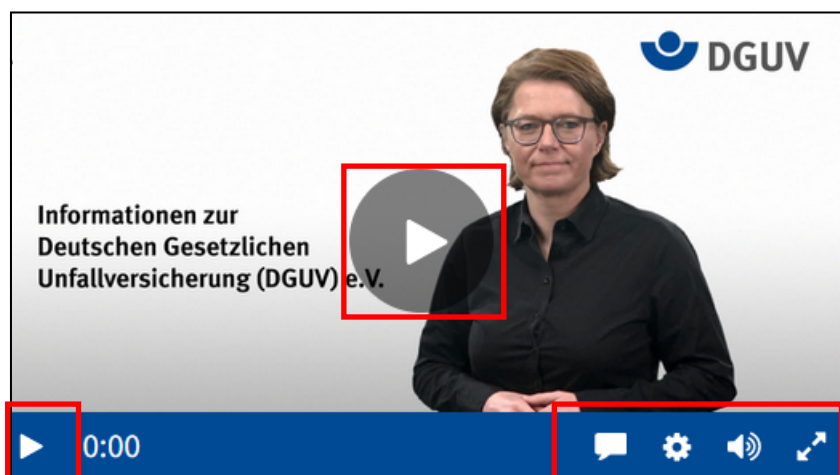 DGUV
Informationen zur
Deutschen Gesetzlichen
Unfallversicherung (DGUV) e.V.
0:00